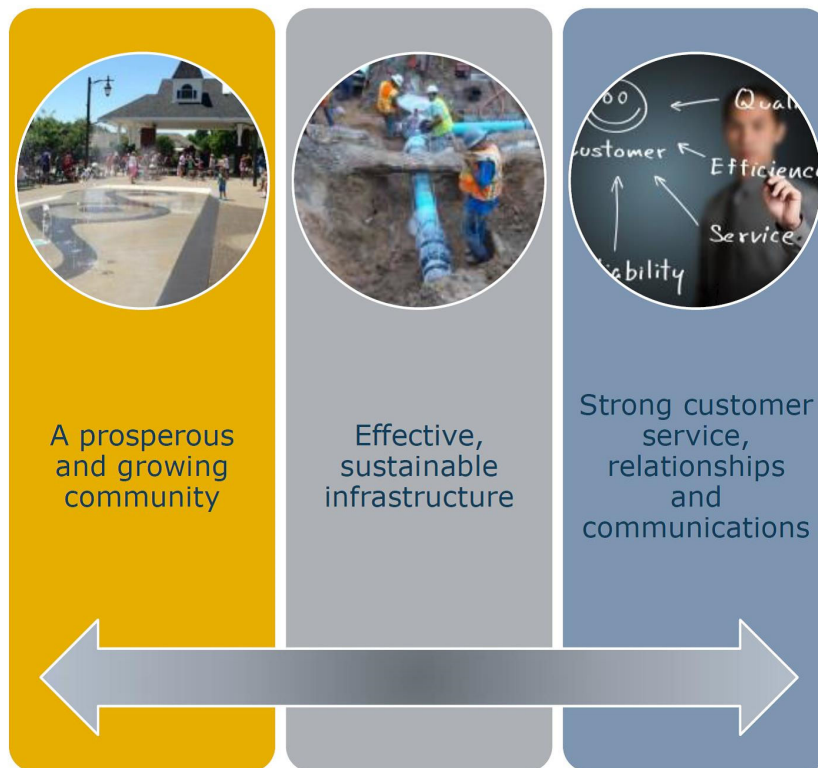 Customer
Service
A prosperous
and growing
community
Effective,
sustainable
infrastructure
Strong customer
service,
relationships
and
communications